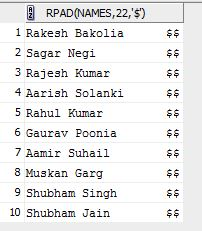 A Z RPAD(NAMES,22,'$')
1 Rakesh Bakolia $$
2 Sagar Negi $$
3 Rajesh Kumar $$
4 Aarish Solanki $$
5 Rahul Kumar $$
6 Gaurav Poonia $$
7 Aamir Suhail $$
8 Muskan Garg $$
9 Shubham Singh $$
10 Shubham Jain $$